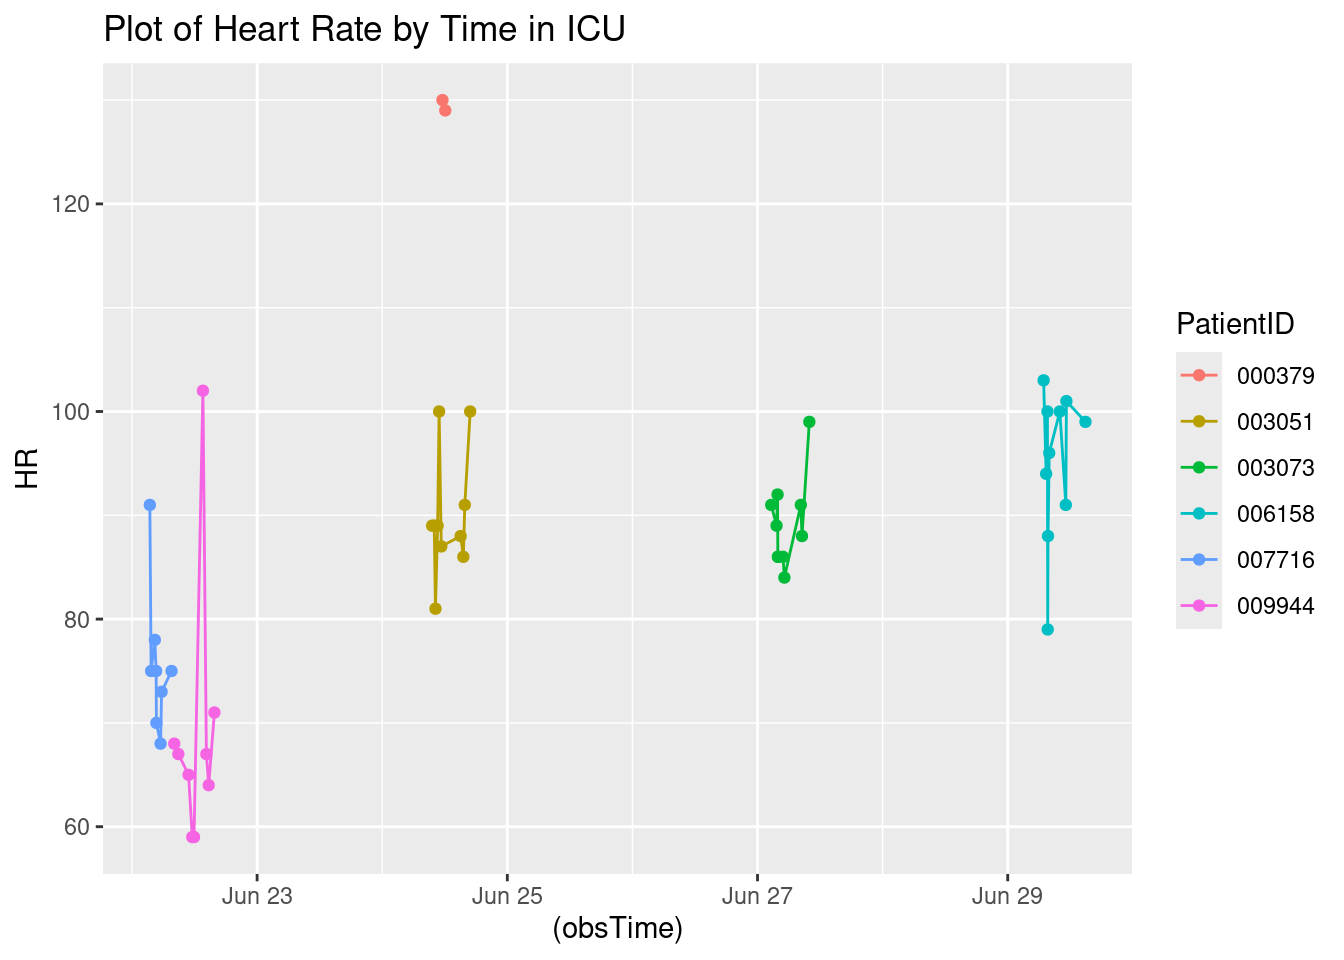 Plot of Heart Rate by Time in ICU
120
100
80
60
HR
Jun 23 Jun 25 Jun 27 Jun 29
(obsTime)
PatientID
000379
003051
003073
006158
007716
009944